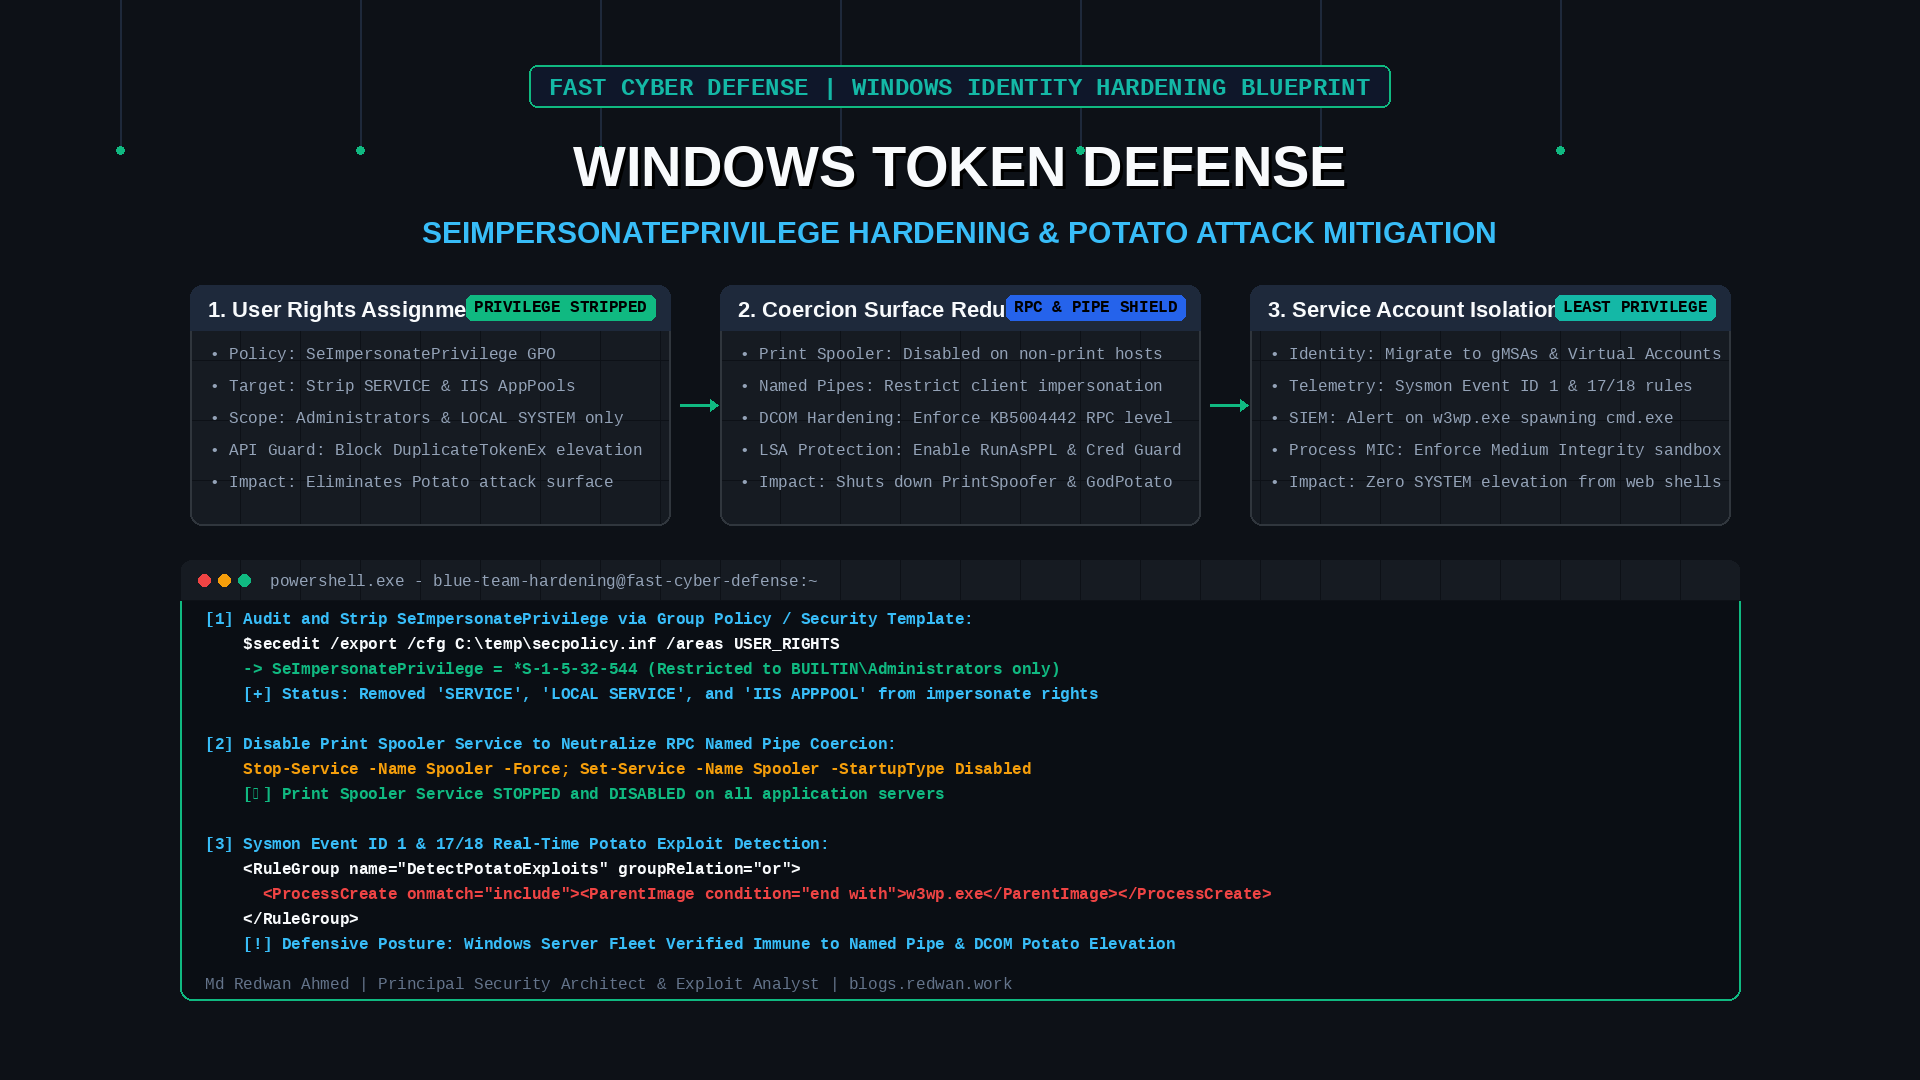 FAST CYBER DEFENSE | WINDOWS IDENTITY HARDENING BLUEPRINT
WINDOWS TOKEN DEFENSE
SEIMPERSONATEPRIVILEGE HARDENING & POTATO ATTACK MITIGATION
1. User Rights Assignme
PRIVILEGE STRIPPED
• Policy: SeImpersonatePrivilege GPO
• Target: Strip SERVICE & IIS AppPools
• Scope: Administrators & LOCAL SYSTEM only
• API Guard: Block DuplicateTokenEx elevation
• Impact: Eliminates Potato attack surface
2. Coercion Surface Redu
RPC & PIPE SHIELD
• Print Spooler: Disabled on non-print hosts
• Named Pipes: Restrict client impersonation
• DCOM Hardening: Enforce KB5004442 RPC level
• LSA Protection: Enable RunAsPPL & Cred Guard
• Impact: Shuts down PrintSpoofer & GodPotato
3. Service Account Isolation
LEAST PRIVILEGE
• Identity: Migrate to gMSAs & Virtual Accounts
• Telemetry: Sysmon Event ID 1 & 17/18 rules
• SIEM: Alert on w3wp.exe spawning cmd.exe
• Process MIC: Enforce Medium Integrity sandbox
• Impact: Zero SYSTEM elevation from web shells
powershell.exe - blue-team-hardening@fast-cyber-defense:~
[1] Audit and Strip SeImpersonatePrivilege via Group Policy / Security Template:
$secedit /export /cfg C:\temp\secpolicy.inf /areas USER_RIGHTS
-> SeImpersonatePrivilege = *S-1-5-32-544 (Restricted to BUILTIN\Administrators only)
[+] Status: Removed 'SERVICE', 'LOCAL SERVICE', and 'IIS APPPOOL' from impersonate rights
[2] Disable Print Spooler Service to Neutralize RPC Named Pipe Coercion:
Stop-Service -Name Spooler -Force; Set-Service -Name Spooler -StartupType Disabled
[▯] Print Spooler Service STOPPED and DISABLED on all application servers
[3] Sysmon Event ID 1 & 17/18 Real-Time Potato Exploit Detection:
<RuleGroup name="DetectPotatoExploits" groupRelation="or">
<ProcessCreate onmatch="include"><ParentImage condition="end with">w3wp.exe</ParentImage></ProcessCreate>
</RuleGroup>
[!] Defensive Posture: Windows Server Fleet Verified Immune to Named Pipe & DCOM Potato Elevation
Md Redwan Ahmed | Principal Security Architect & Exploit Analyst | blogs.redwan.work